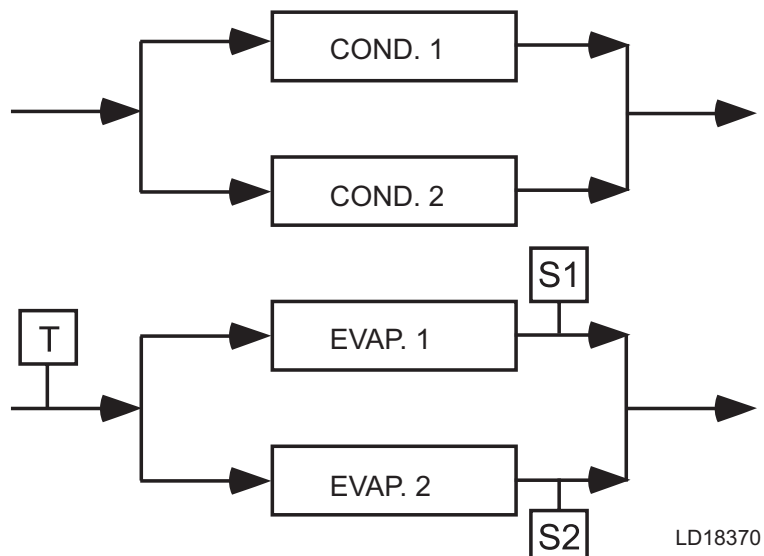 COND. 1
COND. 2
S1
T
EVAP. 1
EVAP. 2
S2
LD18370